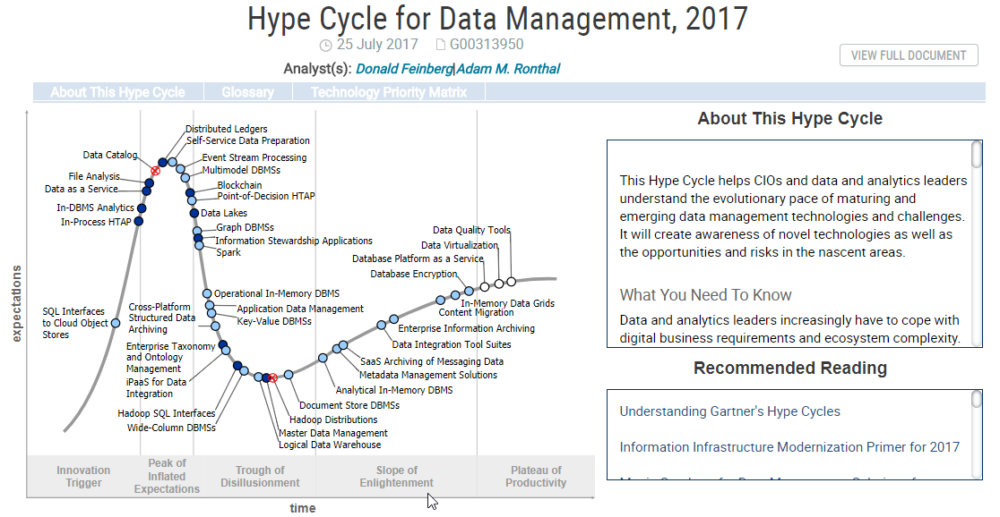 Hype Cycle for Data Management, 2017
25 July 2017 G00313950
Analyst(s): Donald Feinberg|Adam M. Ronthal
VIEW FULL DOCUMENT
About This Hype Cycle
Glossary
Technology Priority Matrix
expectations
Distributed Ledgers
Self-Service Data Preparation
Data Catalog
Event Stream Processing
Multimodel DBMSs
File Analysis
Data as a Service
Blockchain
Point-of-Decision HTAP
In-DBMS Analytics
In-Process HTAP
Data Lakes
Graph DBMSs
Information Stewardship Applications
Spark
Data Quality Tools
Data Virtualization
Database Platform as a Service
Database Encryption
Operational In-Memory DBMS
SQL Interfaces
to Cloud Object
Stores
Cross-Platform
Structured Data
Archiving
Application Data Management
Key-Value DBMSs
In-Memory Data Grids
Content Migration
Enterprise Information Archiving
Data Integration Tool Suites
Enterprise Taxonomy
and Ontology
Management
iPaaS for Data
Integration
SaaS Archiving of Messaging Data
Metadata Management Solutions
Analytical In-Memory DBMS
Document Store DBMSs
Hadoop SQL Interfaces
Hadoop Distributions
Wide-Column DBMSs
Master Data Management
Logical Data Warehouse
Innovation
Trigger
Peak of
Inflated
Expectations
Trough of
Disillusionment
Slope of
Enlightenment
Plateau of
Productivity
time
About This Hype Cycle
This Hype Cycle helps CIOs and data and analytics leaders
understand the evolutionary pace of maturing and
emerging data management technologies and challenges.
It will create awareness of novel technologies as well as
the opportunities and risks in the nascent areas.
What You Need To Know
Data and analytics leaders increasingly have to cope with
digital business requirements and ecosystem complexity.
Recommended Reading
Understanding Gartner's Hype Cycles
Information Infrastructure Modernization Primer for 2017